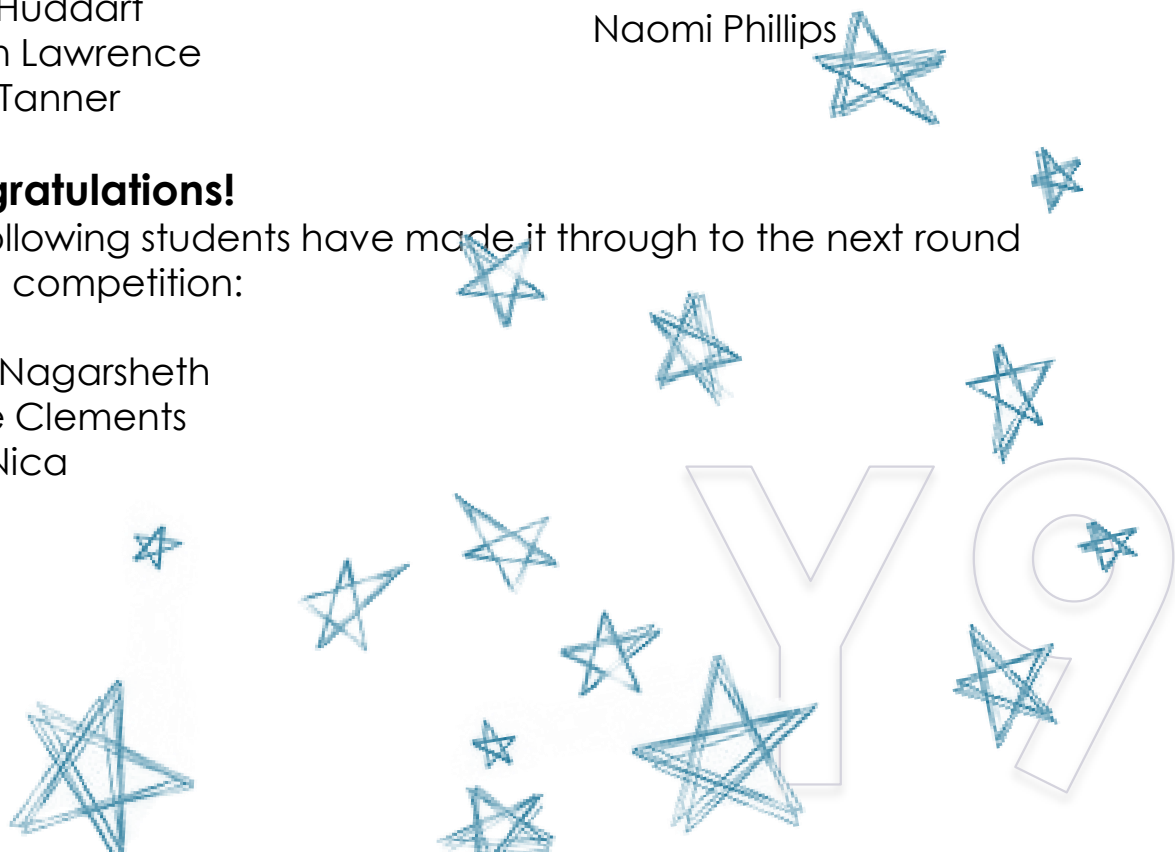 Huddart
Naomi Phillips
Lawrence
Tanner
gratulations!
following students have made it through to the next round
competition:
Nagarsheth
Clements
Nica
Y9